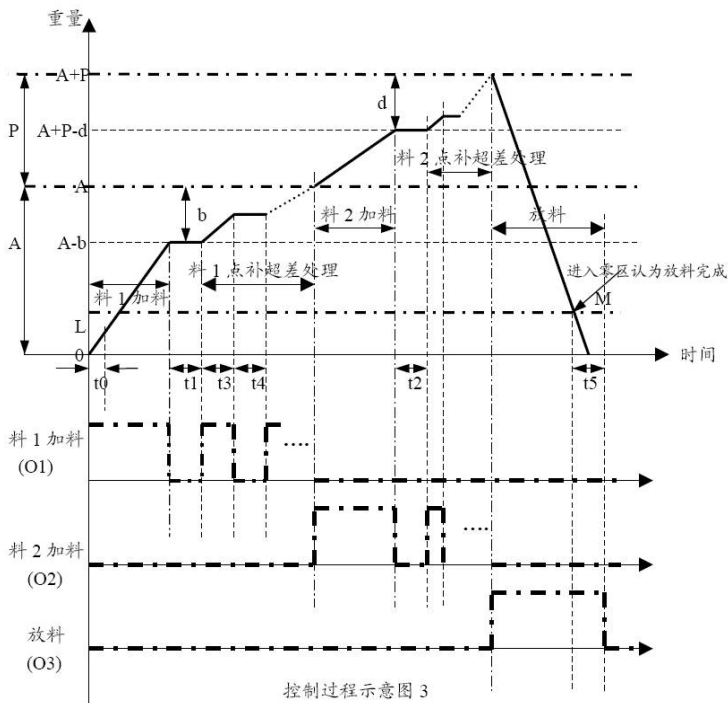 重量
A+P
d
P
A+P-d
料 2 点补超差处理
A
b
料 2 加料
放料
A
A-b
料 1 点补超差处理
进入零区认为放料完成
料 1 加料
M
L
0
时间
t0
t1
t3
t4
t2
t5
料 1 加料
(O1)
....
料 2 加料
(O2)
....
放料
(O3)
控制过程示意图 3